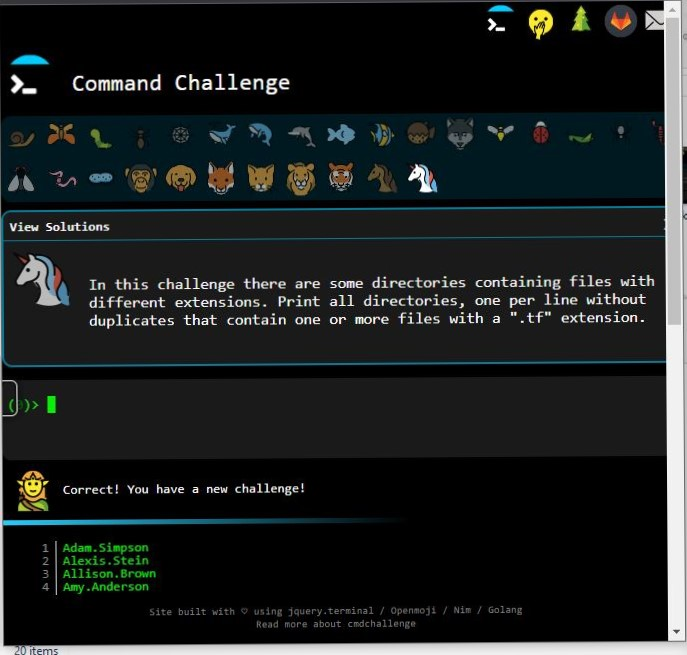 Command Challenge
View Solutions
In this challenge there are some directories containing files with
different extensions. Print all directories, one per line without
duplicates that contain one or more files with a ".tf" extension.
Correct! You have a new challenge!
1 Adam.Simpson
2 Alexis.Stein
3 Allison.Brown
4 Amy.Anderson
Site built with ♡ using jquery.terminal / Openmoji / Nim / Golang
Read more about cmdchallenge
20 items